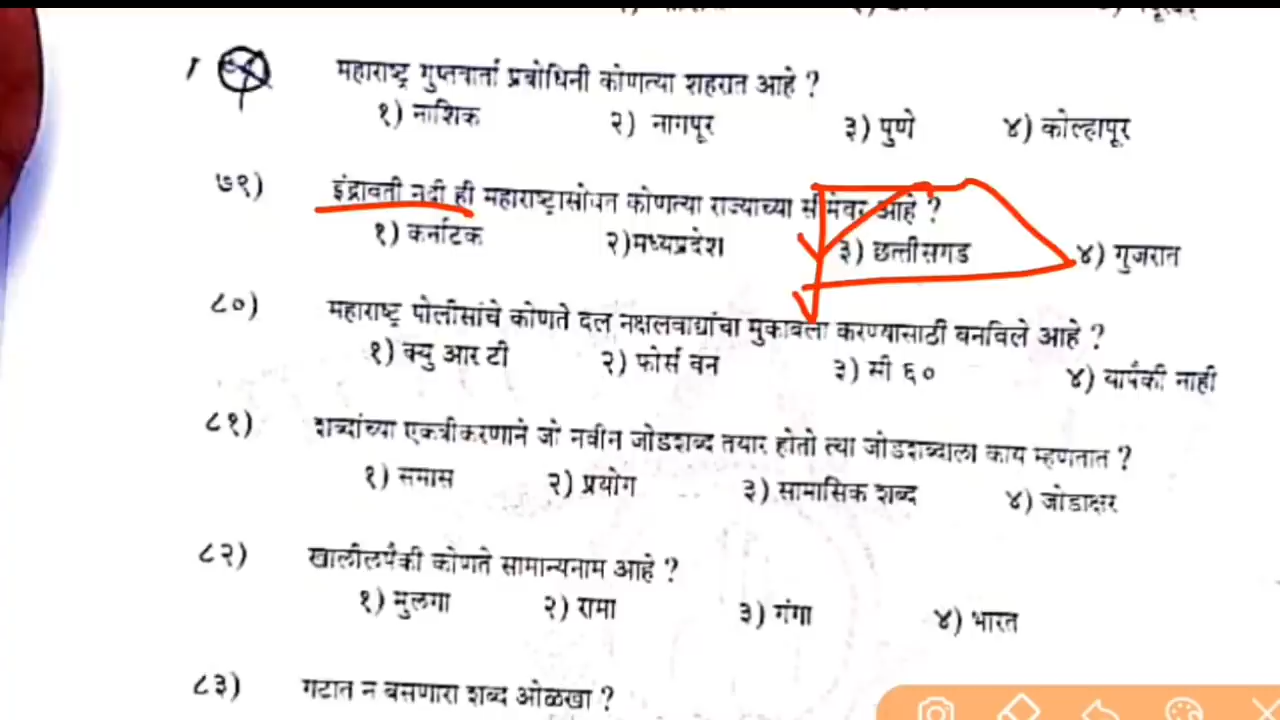 महाराष्ट्र गुप्तवार्ता प्रबोधिनी कोणत्या शहरात आहे ?
१) नाशिक २) नागपूर ३) पुणे ४) कोल्हापूर
७९) इंद्रावती नदी ही महाराष्ट्रासोबत कोणत्या राज्याच्या सीमेवर आहे ?
१) कर्नाटक २)मध्यप्रदेश ३) छत्तीसगड ४) गुजरात
८०) महाराष्ट्र पोलीसांचे कोणते दल नक्षलवाद्यांचा मुकाबला करण्यासाठी बनविले आहे ?
१) क्यु आर टी २) फोर्स वन ३) सी ६० ४) यापैकी नाही
८१) शब्दांच्या एकत्रीकरणाने जो नवीन जोडशब्द तयार होतो त्या जोडशब्दाला काय म्हणतात ?
१) समास २) प्रयोग ३) सामासिक शब्द ४) जोडाक्षर
८२) खालीलपैकी कोणते सामान्यनाम आहे ?
१) मुलगा २) रामा ३) गंगा ४) भारत
८३) गटात न बसणारा शब्द ओळखा ?